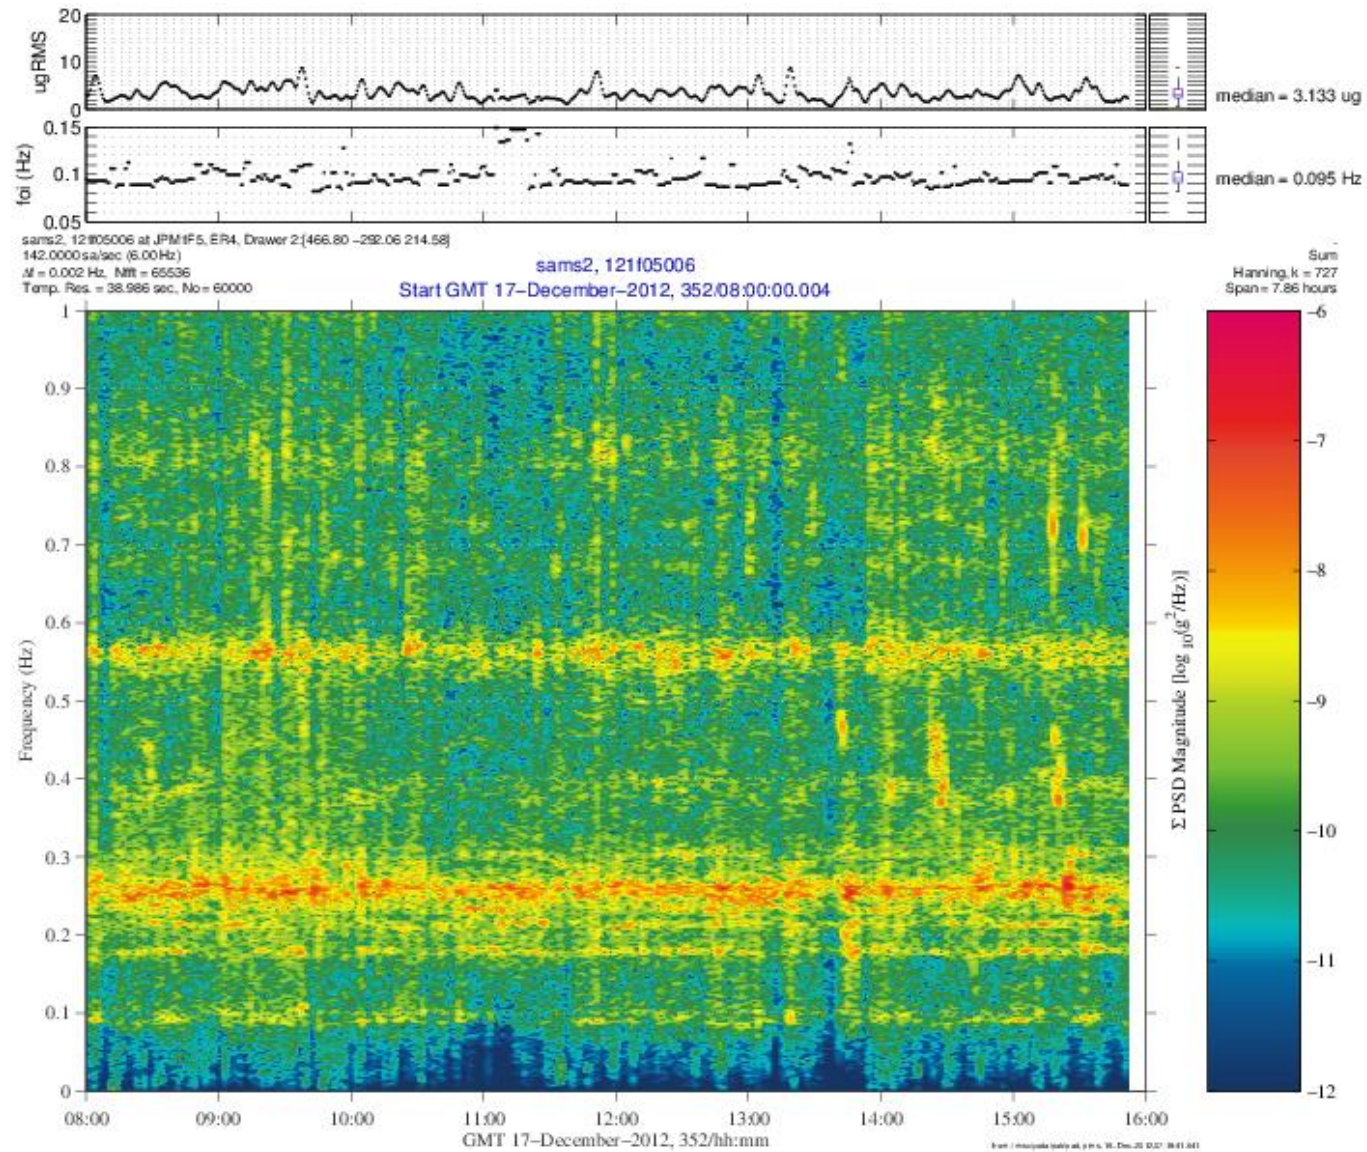 20
10
0
ugRMS
median = 3.133 ug
0.15
0.1
0.05
foi (Hz)
median = 0.095 Hz
sams2, 121f05006 at JPM1F5, ER4, Drawer 2:[466.80 −292.06 214.58]
142.0000 sa/sec (6.00 Hz)
Δf = 0.002 Hz, Nfft = 65536
Temp. Res. = 38.986 sec, No = 60000
sams2, 121f05006
Start GMT 17−December−2012, 352/08:00:00.004
Sum
Hanning, k = 727
Span = 7.86 hours
1
0.9
0.8
0.7
0.6
0.5
0.4
0.3
0.2
0.1
0
Frequency (Hz)
08:00 09:00 10:00 11:00 12:00 13:00 14:00 15:00 16:00
GMT 17−December−2012, 352/hh:mm
Σ PSD Magnitude [log 10(g2/Hz)]
−6
−7
−8
−9
−10
−11
−12